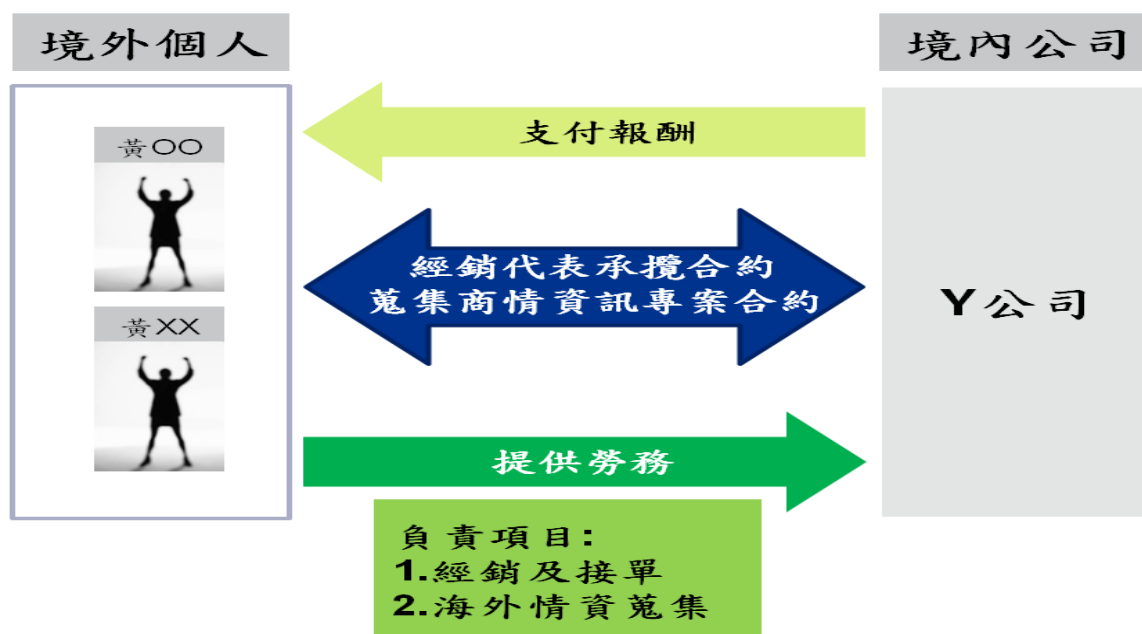 境外個人
境內公司
黃○○
黃XX
支付報酬
經銷代表承攬合約
蒐集商情資訊專案合約
Y公司
提供勞務
負責項目:
1.經銷及接單
2.海外情資蒐集